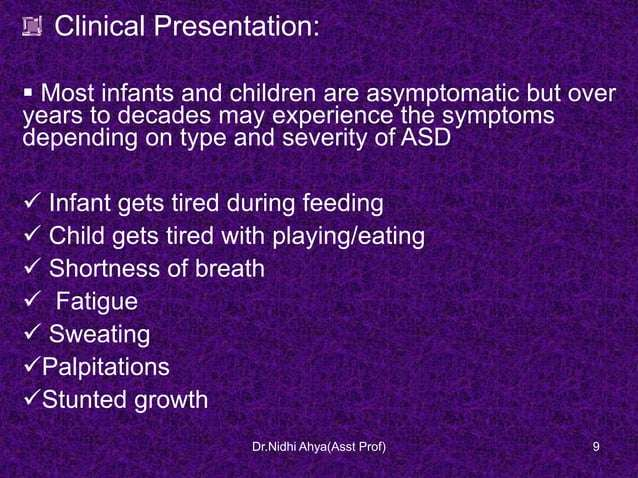 Clinical Presentation:
▪ Most infants and children are asymptomatic but over
years to decades may experience the symptoms
depending on type and severity of ASD
✓ Infant gets tired during feeding
✓ Child gets tired with playing/eating
✓ Shortness of breath
✓ Fatigue
✓ Sweating
✓Palpitations
✓Stunted growth
Dr.Nidhi Ahya(Asst Prof) 9